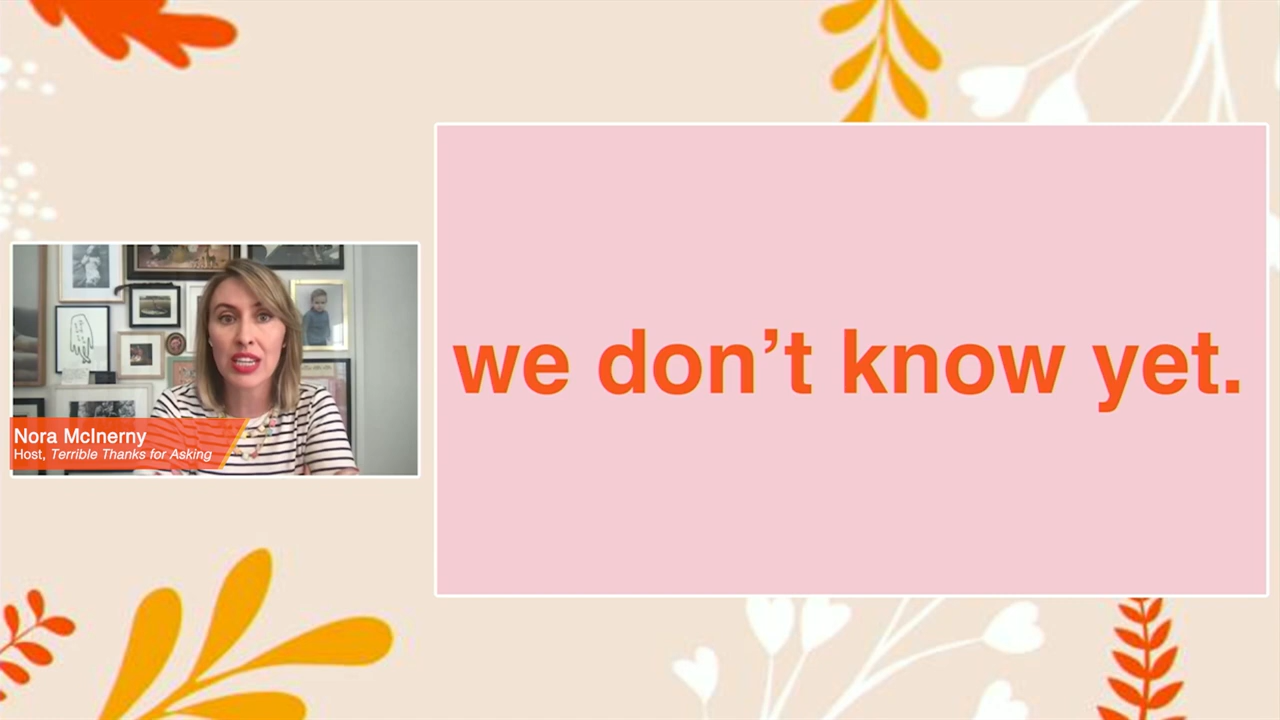 Nora McInerny
Host, Terrible Thanks for Asking
we don’t know yet.